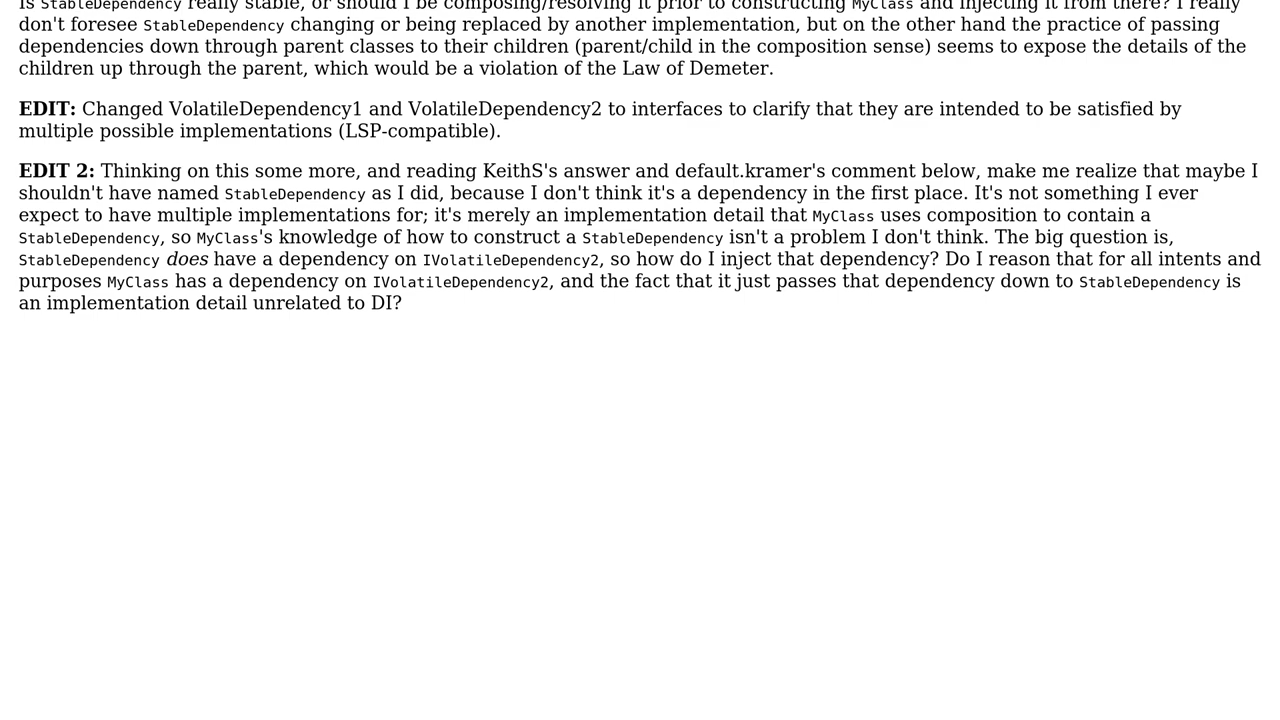 Is StableDependency really stable, or should I be composing/resolving it prior to constructing MyClass and injecting it from there? I really
don't foresee StableDependency changing or being replaced by another implementation, but on the other hand the practice of passing
dependencies down through parent classes to their children (parent/child in the composition sense) seems to expose the details of the
children up through the parent, which would be a violation of the Law of Demeter.
EDIT: Changed VolatileDependency1 and VolatileDependency2 to interfaces to clarify that they are intended to be satisfied by
multiple possible implementations (LSP-compatible).
EDIT 2: Thinking on this some more, and reading KeithS's answer and default.kramer's comment below, make me realize that maybe I
shouldn't have named StableDependency as I did, because I don't think it's a dependency in the first place. It's not something I ever
expect to have multiple implementations for; it's merely an implementation detail that MyClass uses composition to contain a
StableDependency, so MyClass's knowledge of how to construct a StableDependency isn't a problem I don't think. The big question is,
StableDependency does have a dependency on IVolatileDependency2, so how do I inject that dependency? Do I reason that for all intents and
purposes MyClass has a dependency on IVolatileDependency2, and the fact that it just passes that dependency down to StableDependency is
an implementation detail unrelated to DI?